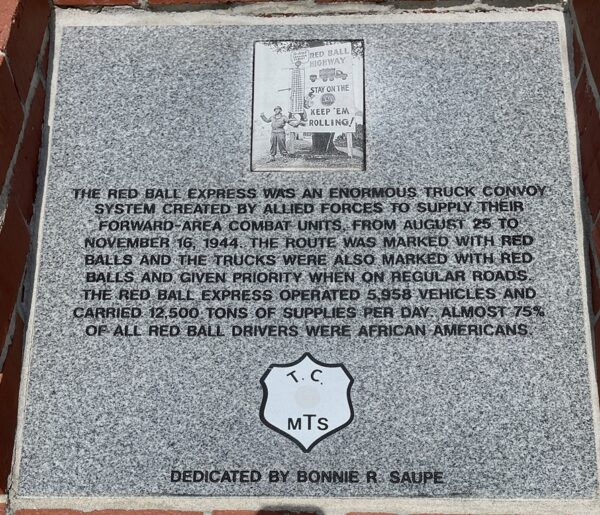 RED BALL
HIGHWAY
STAY ON THE
KEEP 'EM
ROLLING!
THE RED BALL EXPRESS WAS AN ENORMOUS TRUCK CONVOY
SYSTEM CREATED BY ALLIED FORCES TO SUPPLY THEIR
FORWARD-AREA COMBAT UNITS, FROM AUGUST 25 TO
NOVEMBER 16, 1944. THE ROUTE WAS MARKED WITH RED
BALLS AND THE TRUCKS WERE ALSO MARKED WITH RED
BALLS AND GIVEN PRIORITY WHEN ON REGULAR ROADS.
THE RED BALL EXPRESS OPERATED 5,958 VEHICLES AND
CARRIED 12,500 TONS OF SUPPLIES PER DAY. ALMOST 75%
OF ALL RED BALL DRIVERS WERE AFRICAN AMERICANS.
T. C.
MTS
DEDICATED BY BONNIE R. SAUPE